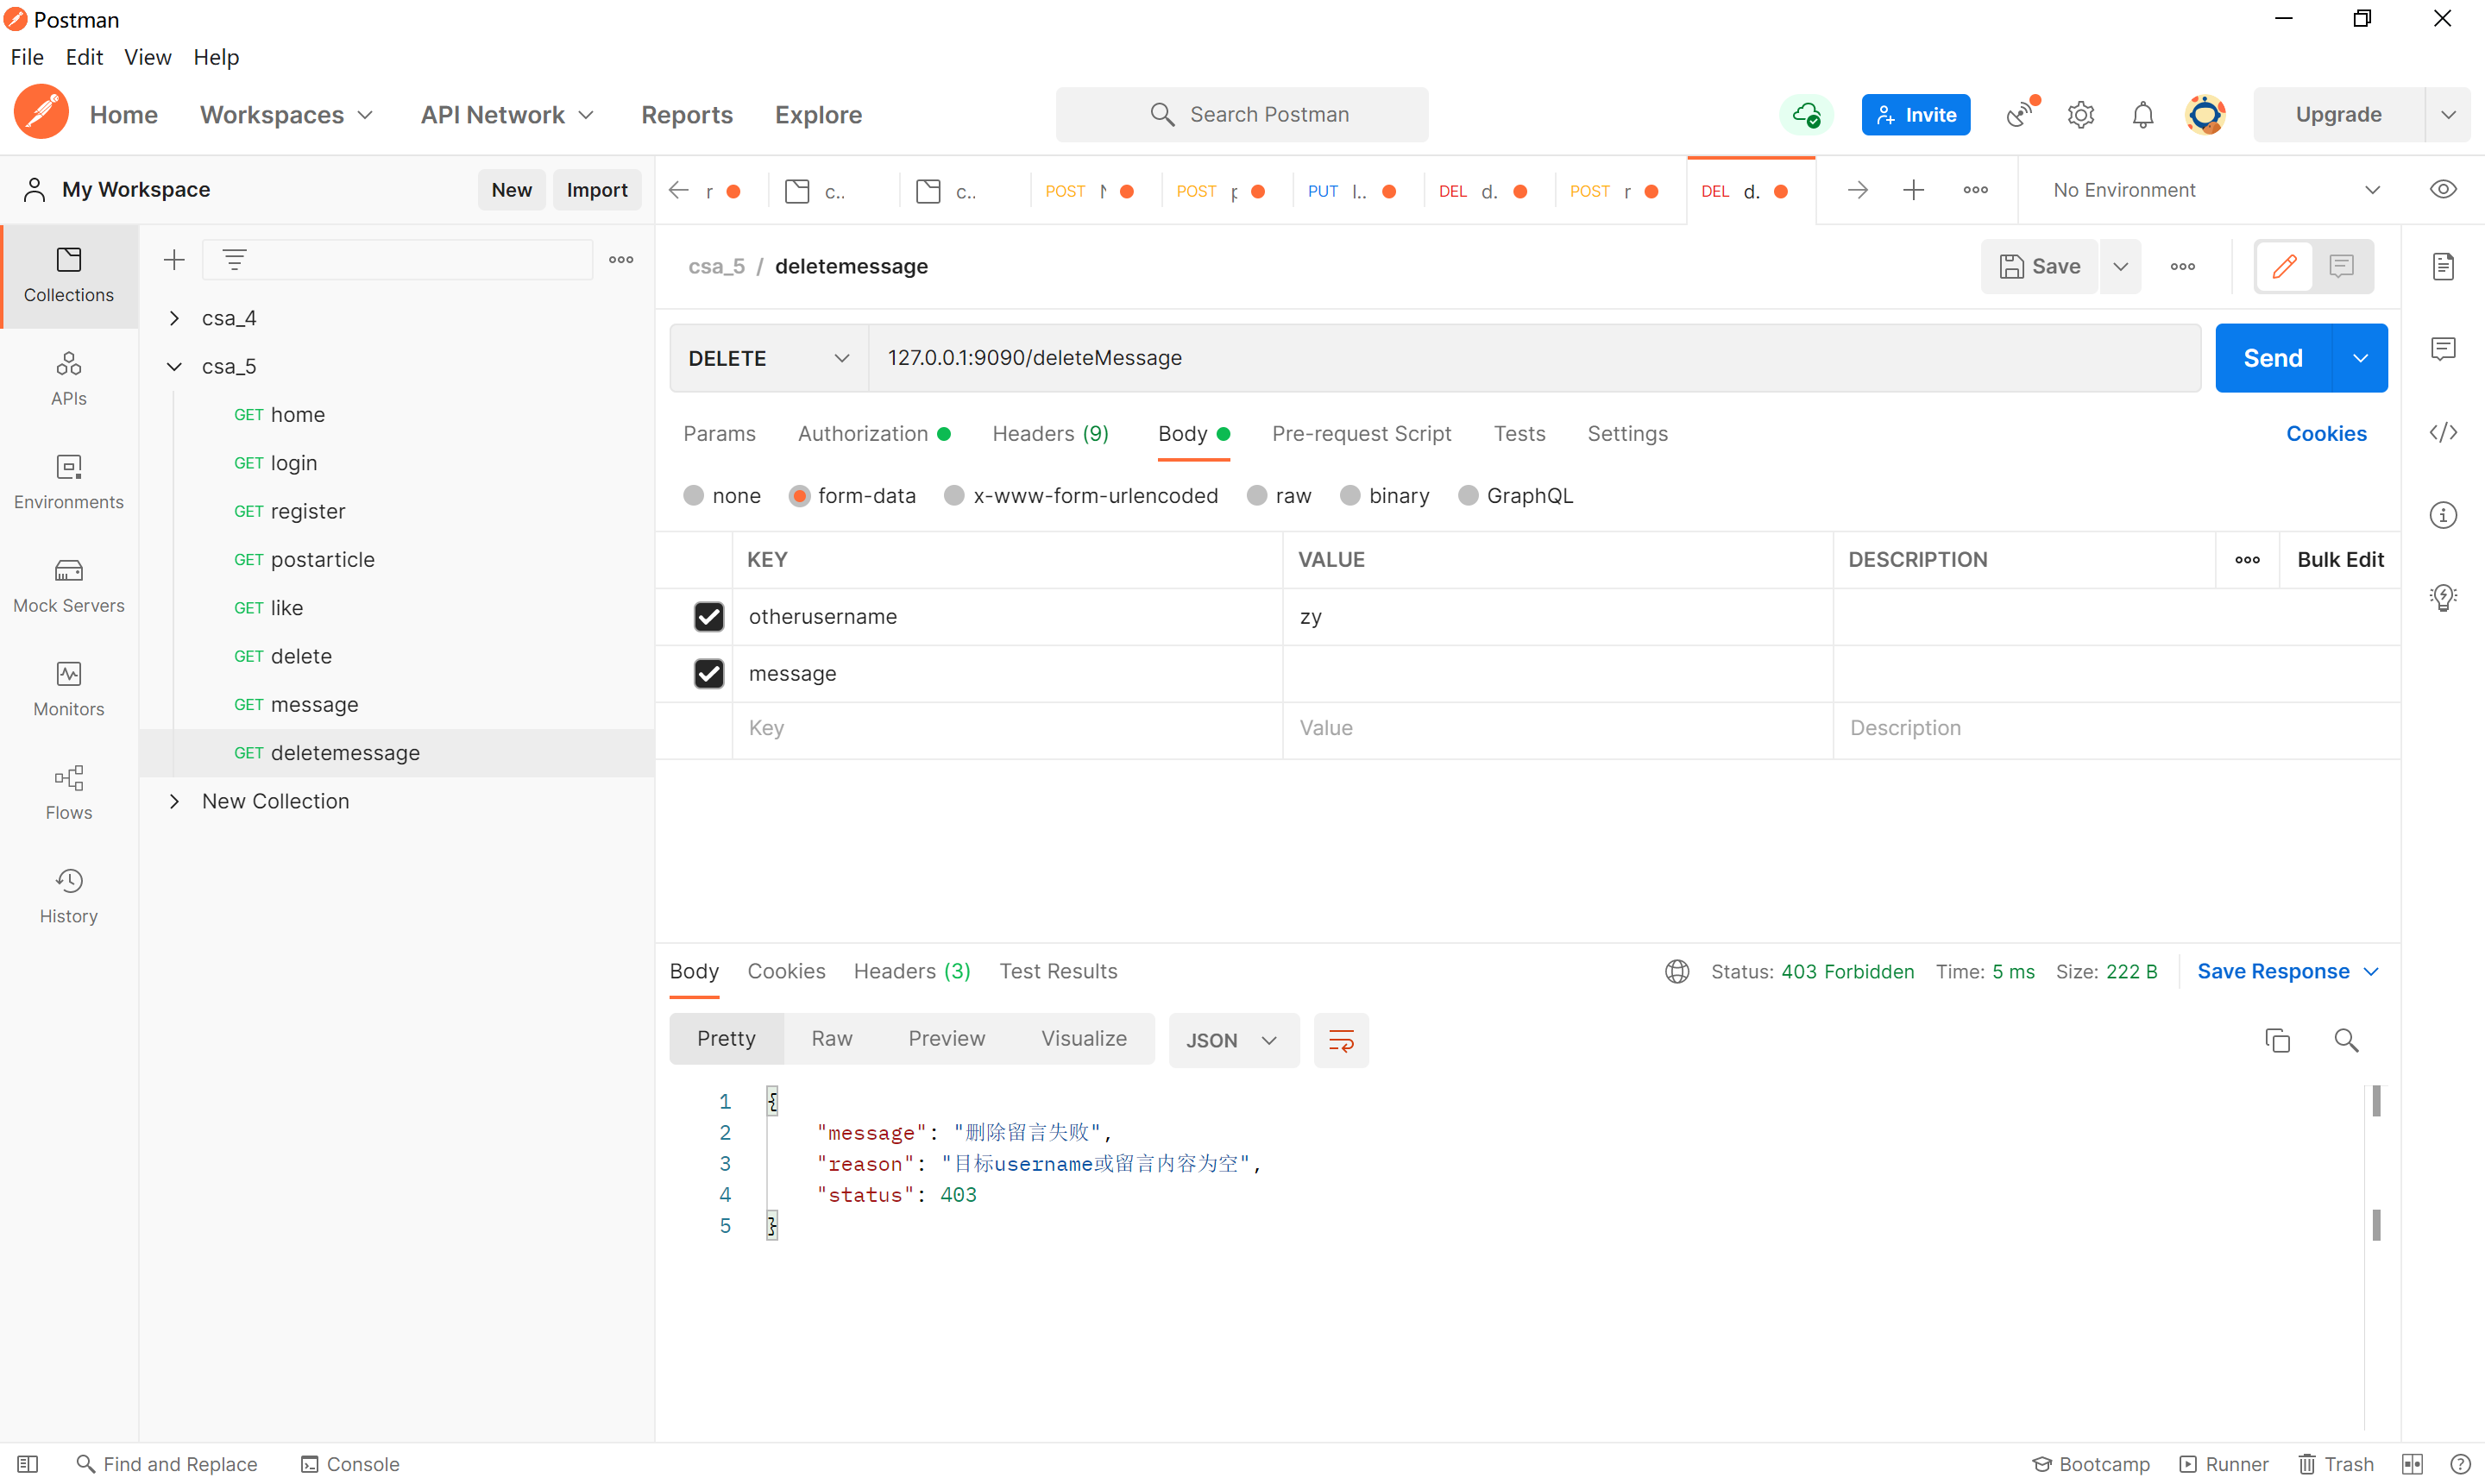 Postman
File Edit View Help
Home Workspaces API Network Reports Explore Search Postman Invite Upgrade
My Workspace New Import
r c.. c.. POST POST PUT l.. DEL d. POST r DEL d. No Environment
csa_5 / deletemessage Save
DELETE 127.0.0.1:9090/deleteMessage Send
Params Authorization Headers (9) Body Pre-request Script Tests Settings Cookies
none form-data x-www-form-urlencoded raw binary GraphQL
KEY VALUE DESCRIPTION Bulk Edit
otherusername zy
message
Key Value Description
Collections
APIs
Environments
Mock Servers
Monitors
Flows
History
csa_4
csa_5
GET home
GET login
GET register
GET postarticle
GET like
GET delete
GET message
GET deletemessage
New Collection
Body Cookies Headers (3) Test Results Status: 403 Forbidden Time: 5 ms Size: 222 B Save Response
Pretty Raw Preview Visualize JSON
1 {
2 "message": "删除留言失败",
3 "reason": "目标username或留言内容为空",
4 "status": 403
5 }
Find and Replace Console Bootcamp Runner Trash